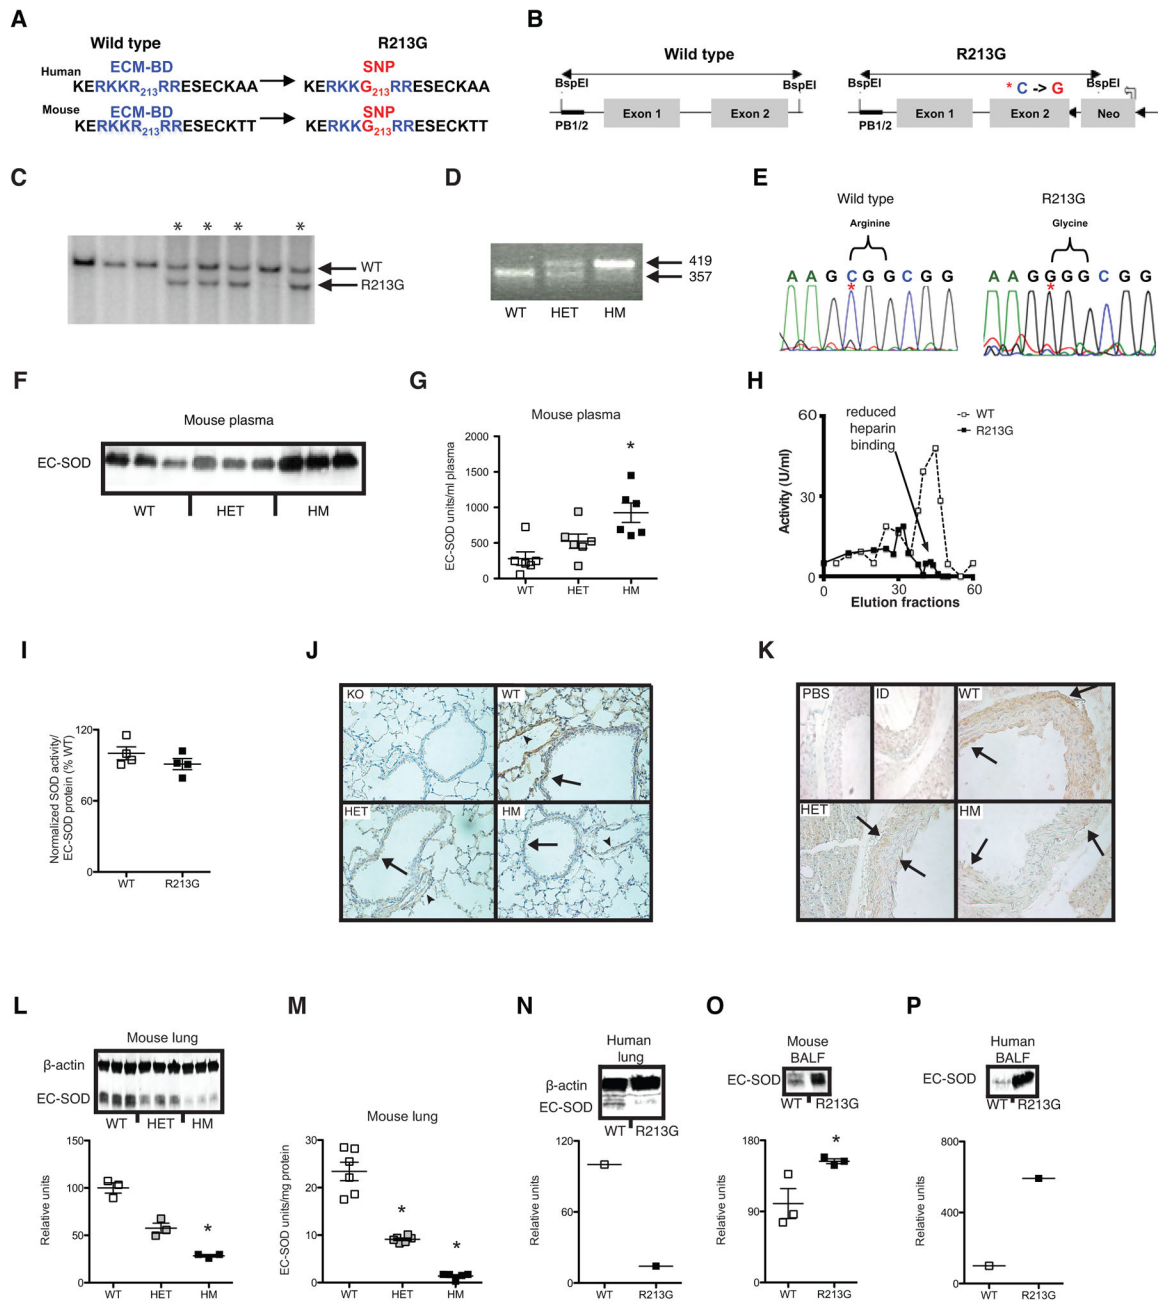 A
Wild type
R213G
ECM-BD
SNP
Human
KERKKR213RRESECKAA
KERKKG213RRESECKAA
Mouse
ECM-BD
SNP
KERKKR213RRESECKTT
KERKKG213RRESECKTT
B
Wild type
R213G
BspEI
BspEI
BspEI
BspEI
* C -> G
Exon 1
Exon 2
PB1/2
Exon 1
Exon 2
Neo
PB1/2
C
* * * *
WT
R213G
D
419
357
WT HET HM
E
Wild type
R213G
Arginine
Glycine
A A G C G G C G G
*
A A G G G G C G G
*
F
Mouse plasma
EC-SOD
WT HET HM
G
Mouse plasma
EC-SOD units/ml plasma
2000
1500
1000
500
0
*
WT HET HM
H
Activity (U/ml)
60
30
0
reduced
heparin
binding
WT
R213G
0 30 60
Elution fractions
I
Normalized SOD activity/
EC-SOD protein (% WT)
120
60
0
WT R213G
J
KO
WT
HET
HM
K
PBS
ID
WT
HET
HM
L
Mouse lung
β-actin
EC-SOD
WT HET HM
Relative units
150
100
50
0
*
WT HET HM
M
Mouse lung
EC-SOD units/mg protein
30
20
10
0
*
*
WT HET HM
N
Human
lung
β-actin
EC-SOD
WT R213G
Relative units
120
60
0
WT R213G
O
Mouse
BALF
EC-SOD
WT R213G
Relative units
180
90
0
*
WT R213G
P
Human
BALF
EC-SOD
WT R213G
Relative units
800
400
0
WT R213G